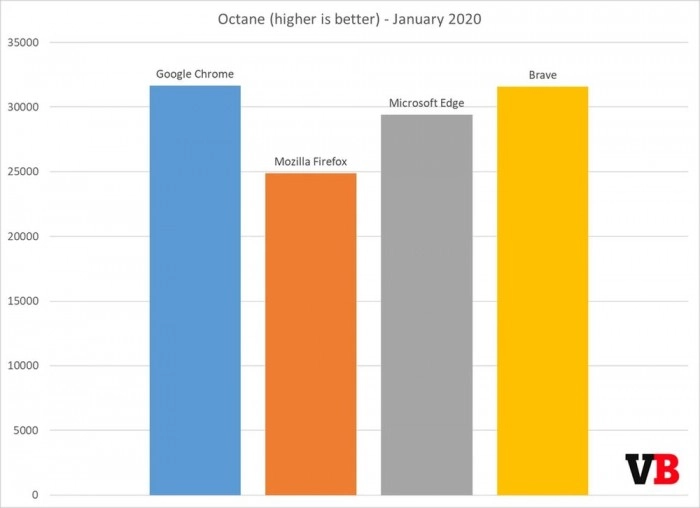 Octane (higher is better) - January 2020
35000
30000
25000
20000
15000
10000
5000
0
Google Chrome
Mozilla Firefox
Microsoft Edge
Brave
VB